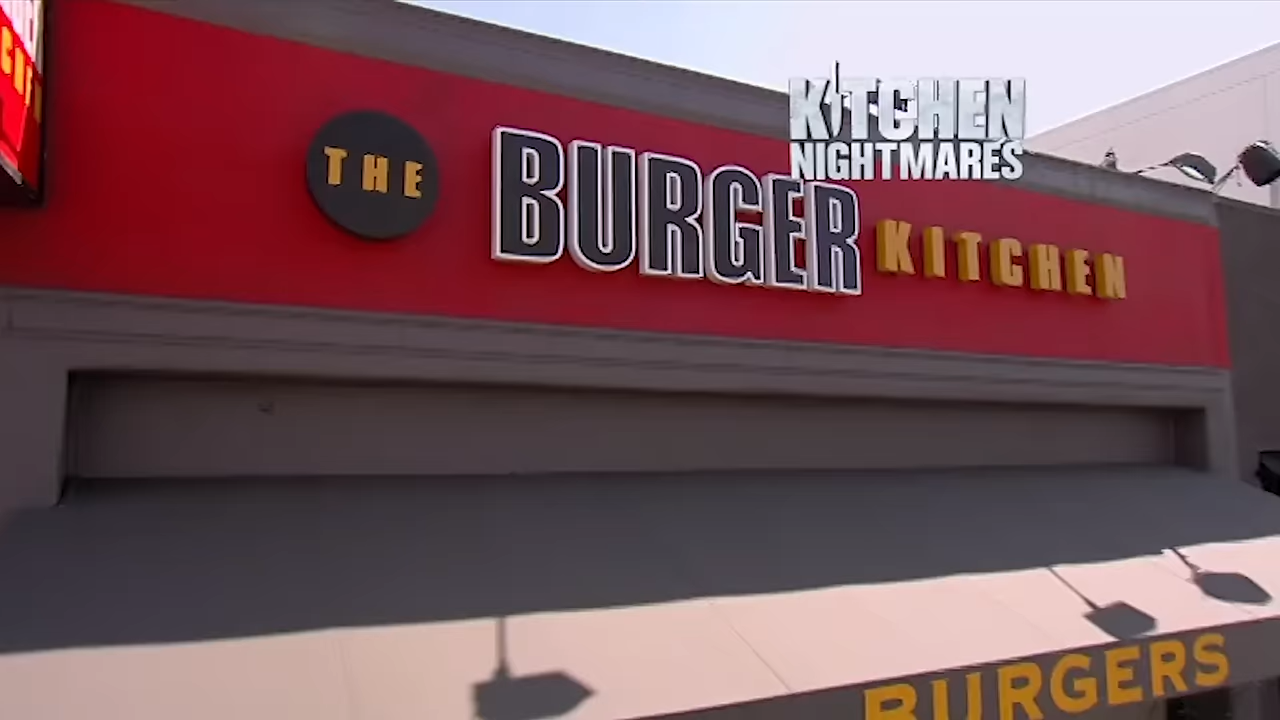 THE BURGER KITCHEN
KITCHEN
NIGHTMARES
BURGERS